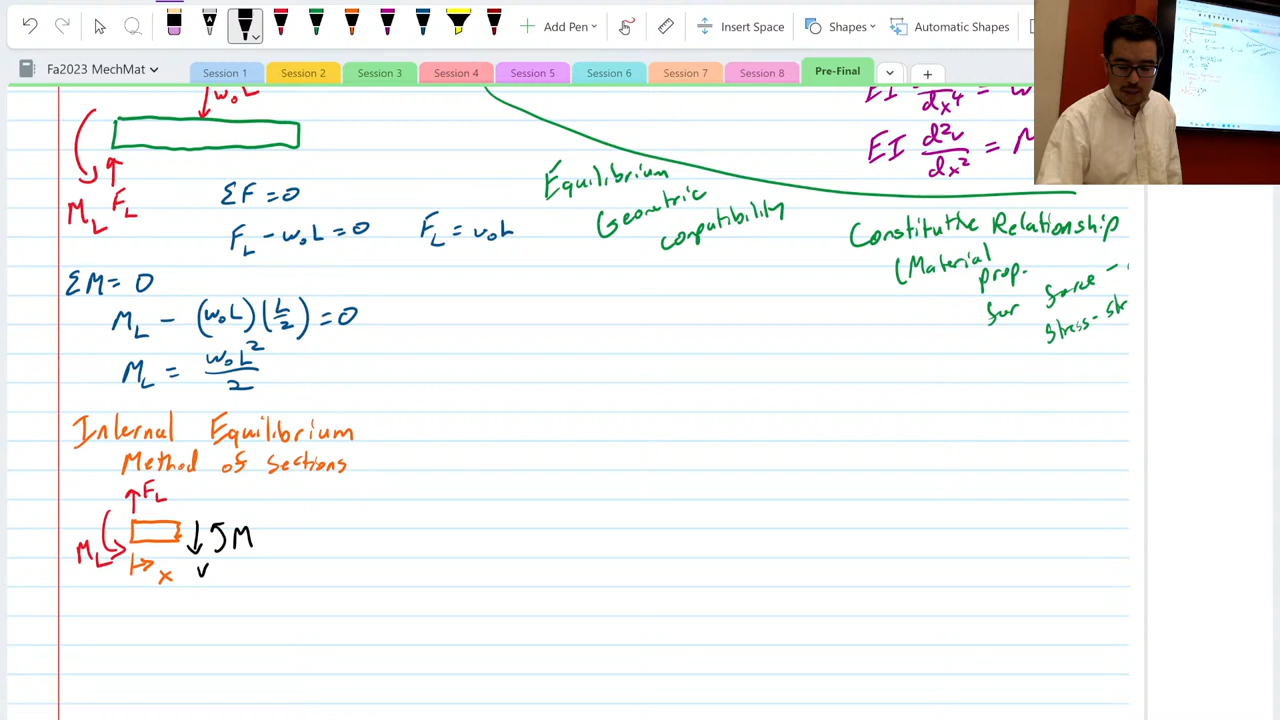 Add Pen
Insert Space
Shapes
Automatic Shapes
Fa2023 MechMat
Session 1
Session 2
Session 3
Session 4
Session 5
Session 6
Session 7
Session 8
Pre-Final
w₀L
M_L F_L
ΣF = 0
F_L - w₀L = 0
F_L = w₀L
ΣM = 0
M_L - (w₀L)(L/2) = 0
M_L = w₀L²/2
Internal Equilibrium
Method of Sections
F_L
M_L
x
V
M
Equilibrium
Geometric
compatibility
EI
dx⁴ = w
EI d²v/dx² = M
Constitutive Relationship
(Material
prop.
for force -
stress-